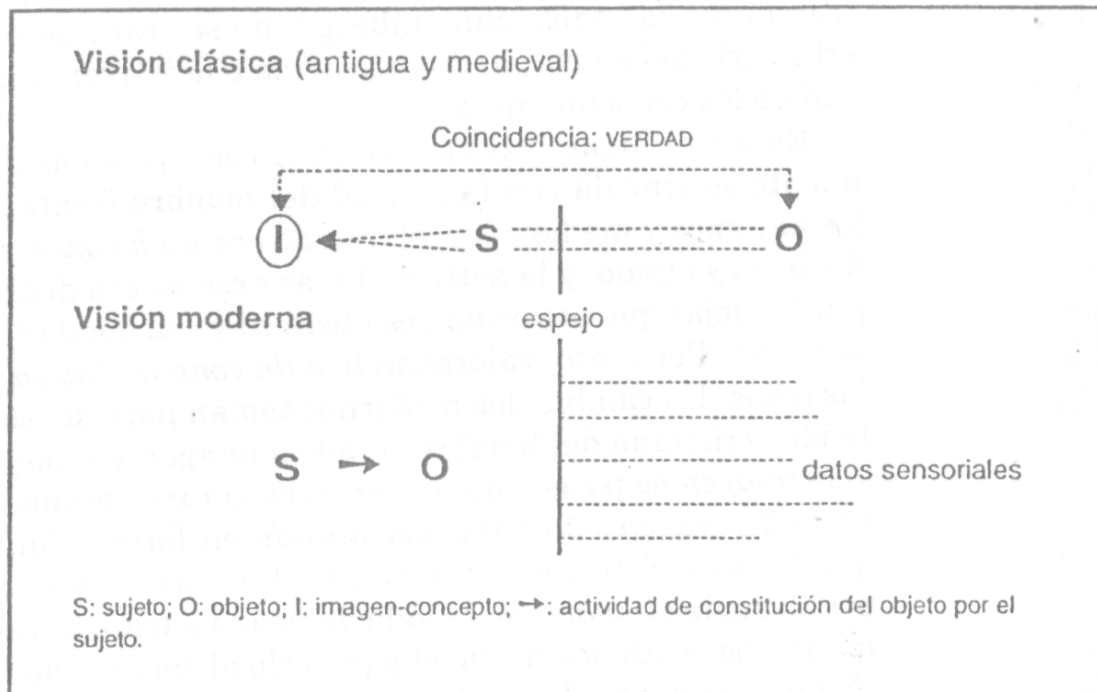 Visión clásica (antigua y medieval)
Coincidencia: VERDAD
I S O
Visión moderna
espejo
S → O
datos sensoriales
S: sujeto; O: objeto; I: imagen-concepto; →: actividad de constitución del objeto por el
sujeto.